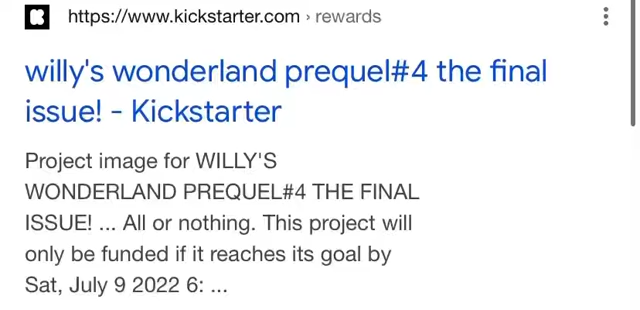 https://www.kickstarter.com › rewards
willy's wonderland prequel#4 the final
issue! - Kickstarter
Project image for WILLY'S
WONDERLAND PREQUEL#4 THE FINAL
ISSUE! ... All or nothing. This project will
only be funded if it reaches its goal by
Sat, July 9 2022 6: ...